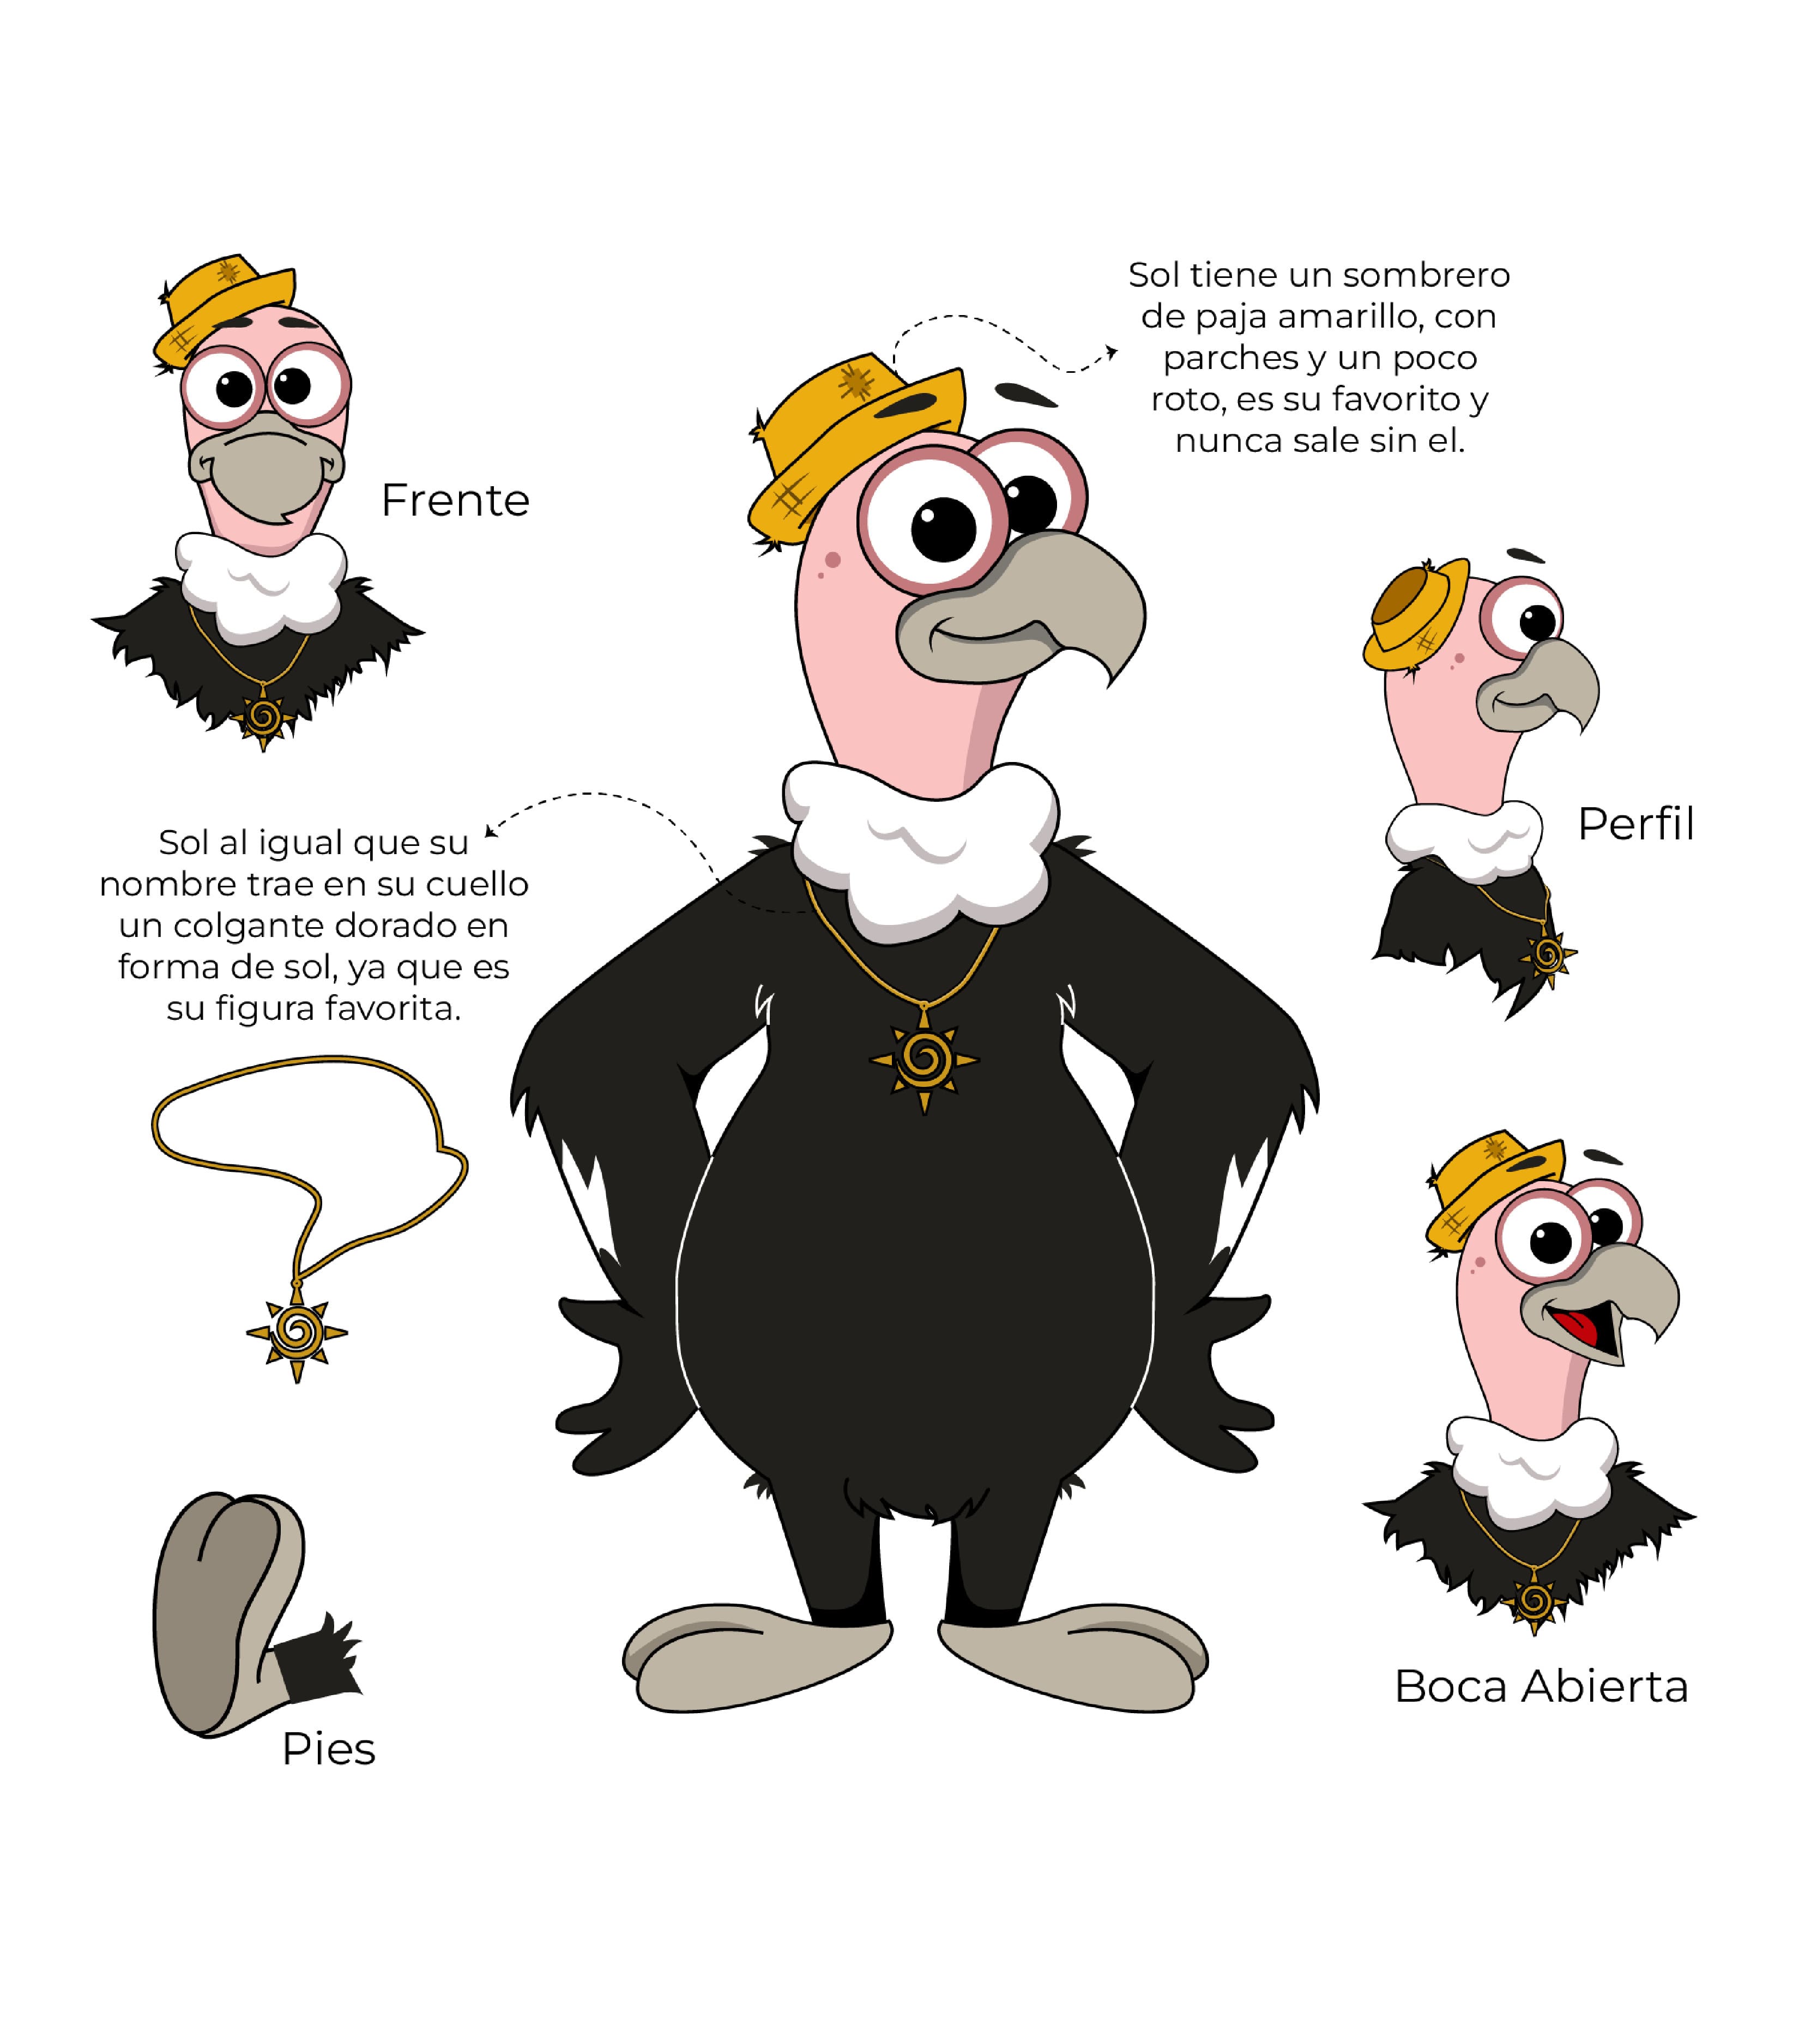 Sol tiene un sombrero
de paja amarillo, con
parches y un poco
roto, es su favorito y
nunca sale sin el.
Frente
Perfil
Sol al igual que su
nombre trae en su cuello
un colgante dorado en
forma de sol, ya que es
su figura favorita.
Boca Abierta
Pies